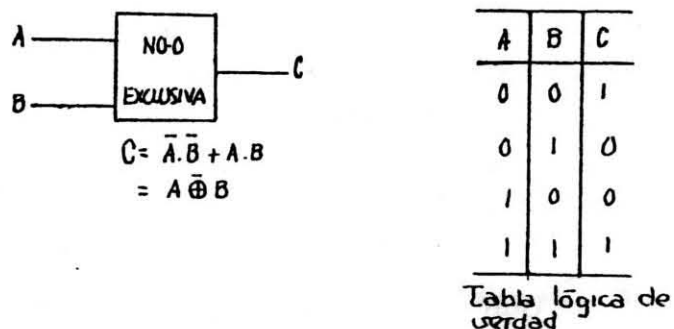 A
NO-O
EXCLUSIVA
B
C
C = A̅.B̅ + A.B
= A ⊕̅ B
A B C
0 0 1
0 1 0
1 0 0
1 1 1
Tabla lógica de
verdad